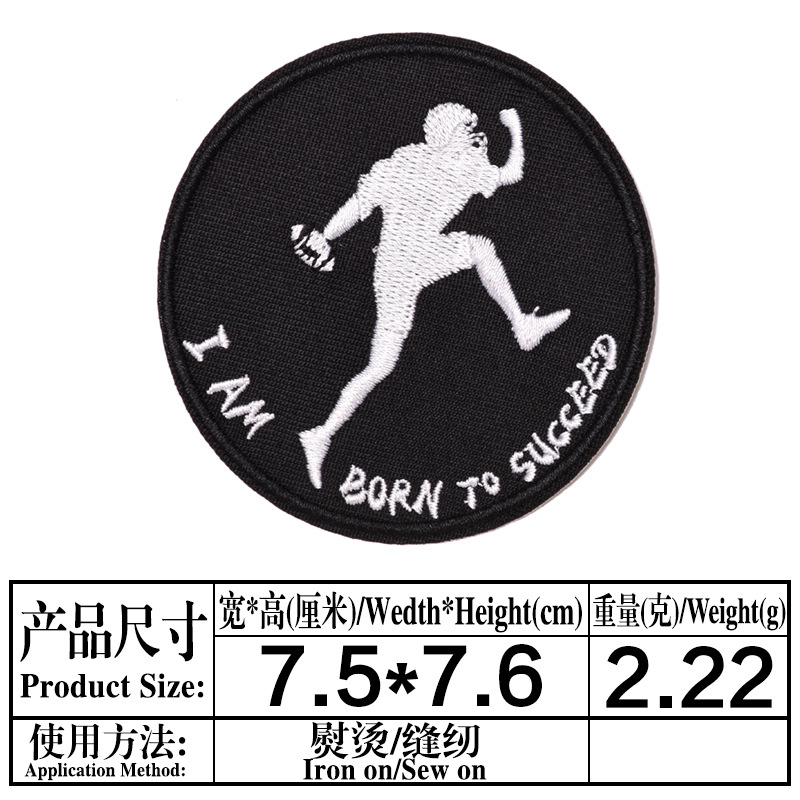 I AM
BORN TO SUCCEED
产品尺寸
Product Size:
宽*高(厘米)/Wedth*Height(cm)
重量(克)/Weight(g)
7.5*7.6
2.22
使用方法:
Application Method:
熨烫/缝纫
Iron on/Sew on